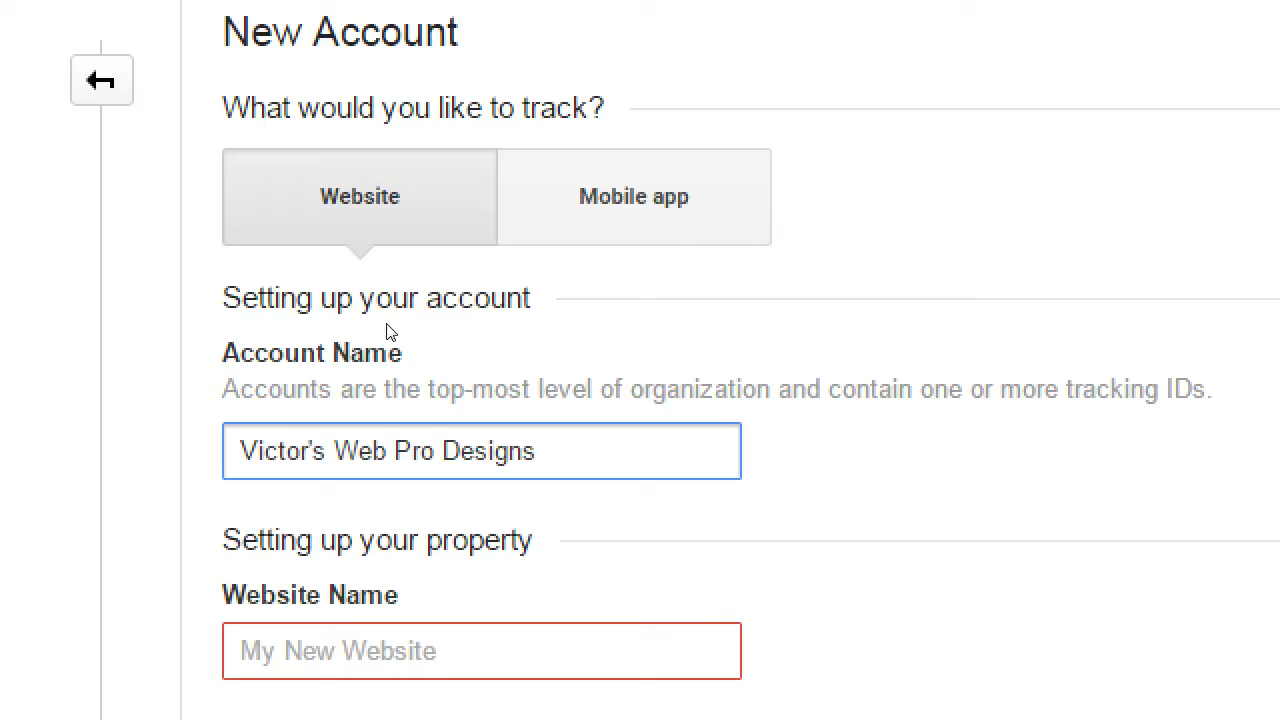 New Account
What would you like to track?
Website
Mobile app
Setting up your account
Account Name
Accounts are the top-most level of organization and contain one or more tracking IDs.
Victor's Web Pro Designs
Setting up your property
Website Name
My New Website